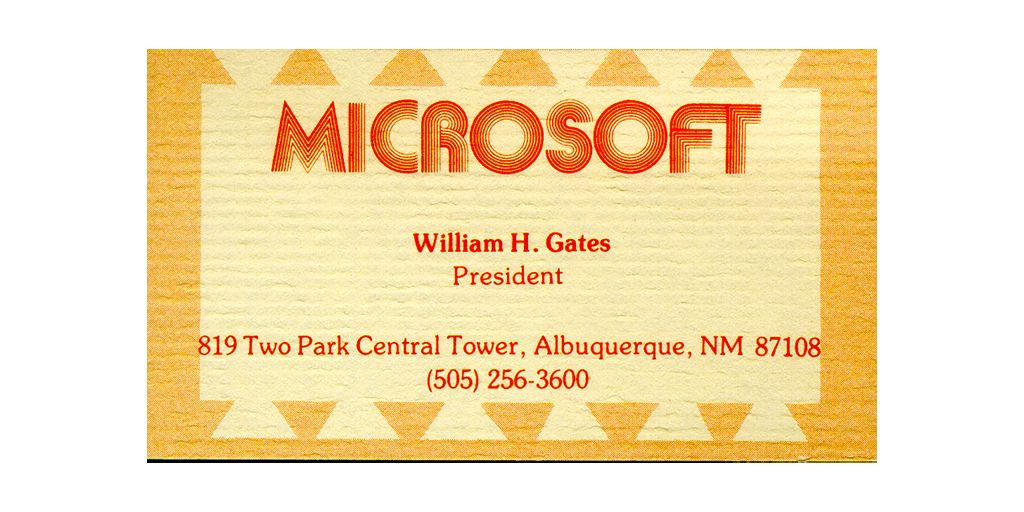 MICROSOFT
William H. Gates
President
819 Two Park Central Tower, Albuquerque, NM 87108
(505) 256-3600